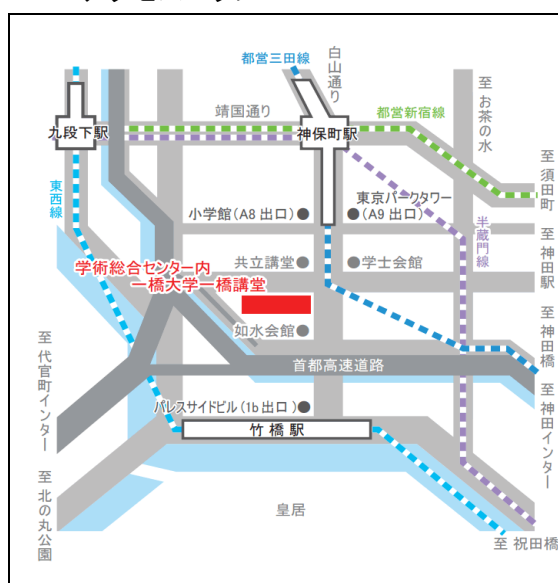 都営三田線
白山通り
至お茶の水
靖国通り
都営新宿線
九段下駅
神保町駅
至須田町
東西線
東京パークタワー
小学館(A8 出口)●
●(A9 出口)
半蔵門線
至神田駅
学術総合センター内
一橋大学一橋講堂
共立講堂●
●学士会館
如水会館●
至神田橋
首都高速道路
至代官町インター
至神田インター
パレスサイドビル(1b 出口)●
竹橋駅
至北の丸公園
皇居
至 祝田橋